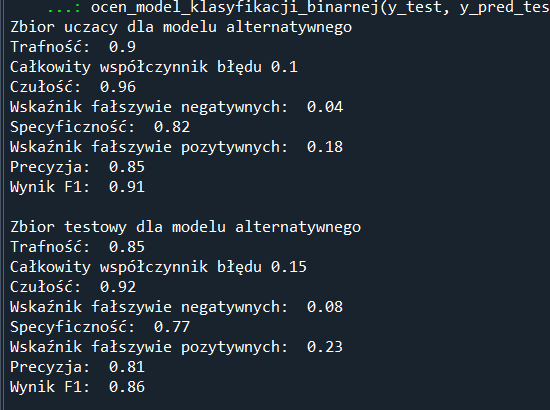 ...: ocen_model_klasyfikacji_binarnej(y_test, y_pred_tes
Zbior uczacy dla modelu alternatywnego
Trafność:  0.9
Całkowity współczynnik błędu 0.1
Czułość:  0.96
Wskaźnik fałszywie negatywnych:  0.04
Specyficzność:  0.82
Wskaźnik fałszywie pozytywnych:  0.18
Precyzja:  0.85
Wynik F1:  0.91

Zbior testowy dla modelu alternatywnego
Trafność:  0.85
Całkowity współczynnik błędu 0.15
Czułość:  0.92
Wskaźnik fałszywie negatywnych:  0.08
Specyficzność:  0.77
Wskaźnik fałszywie pozytywnych:  0.23
Precyzja:  0.81
Wynik F1:  0.86